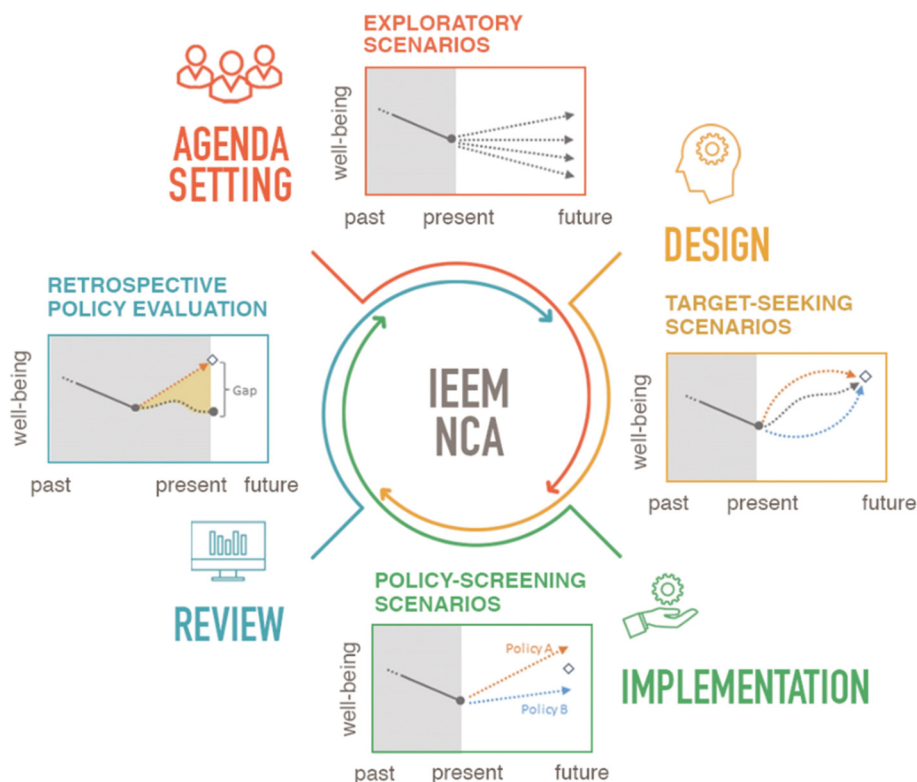 EXPLORATORY
SCENARIOS
AGENDA
SETTING
well-being
past present future
DESIGN
RETROSPECTIVE
POLICY EVALUATION
well-being
Gap
past present future
IEEM
NCA
TARGET-SEEKING
SCENARIOS
well-being
past present future
REVIEW
POLICY-SCREENING
SCENARIOS
well-being
Policy A
Policy B
past present future
IMPLEMENTATION